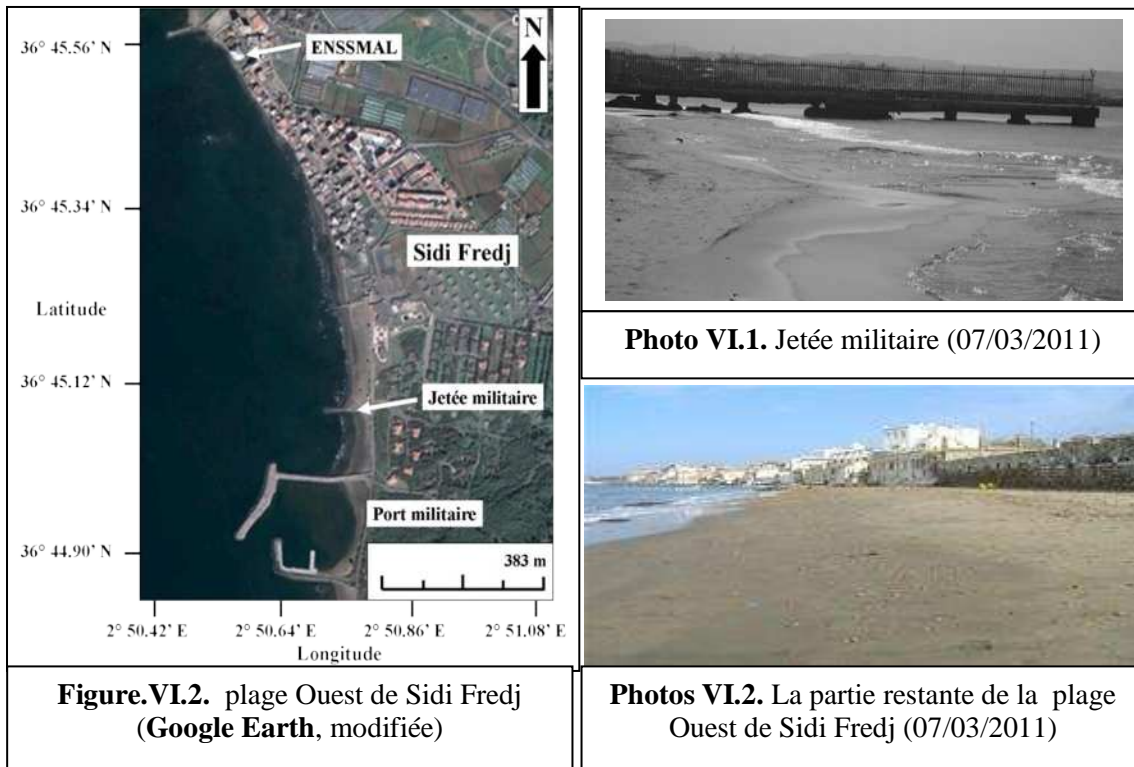 36° 45.56’ N
ENSSMAL
N
36° 45.34’ N
Sidi Fredj
Latitude
36° 45.12’ N
Jetée militaire
Port militaire
36° 44.90’ N
383 m
2° 50.42’ E 2° 50.64’ E 2° 50.86’ E 2° 51.08’ E
Longitude
Figure.VI.2. plage Ouest de Sidi Fredj
(Google Earth, modifiée)
Photo VI.1. Jetée militaire (07/03/2011)
Photos VI.2. La partie restante de la plage
Ouest de Sidi Fredj (07/03/2011)